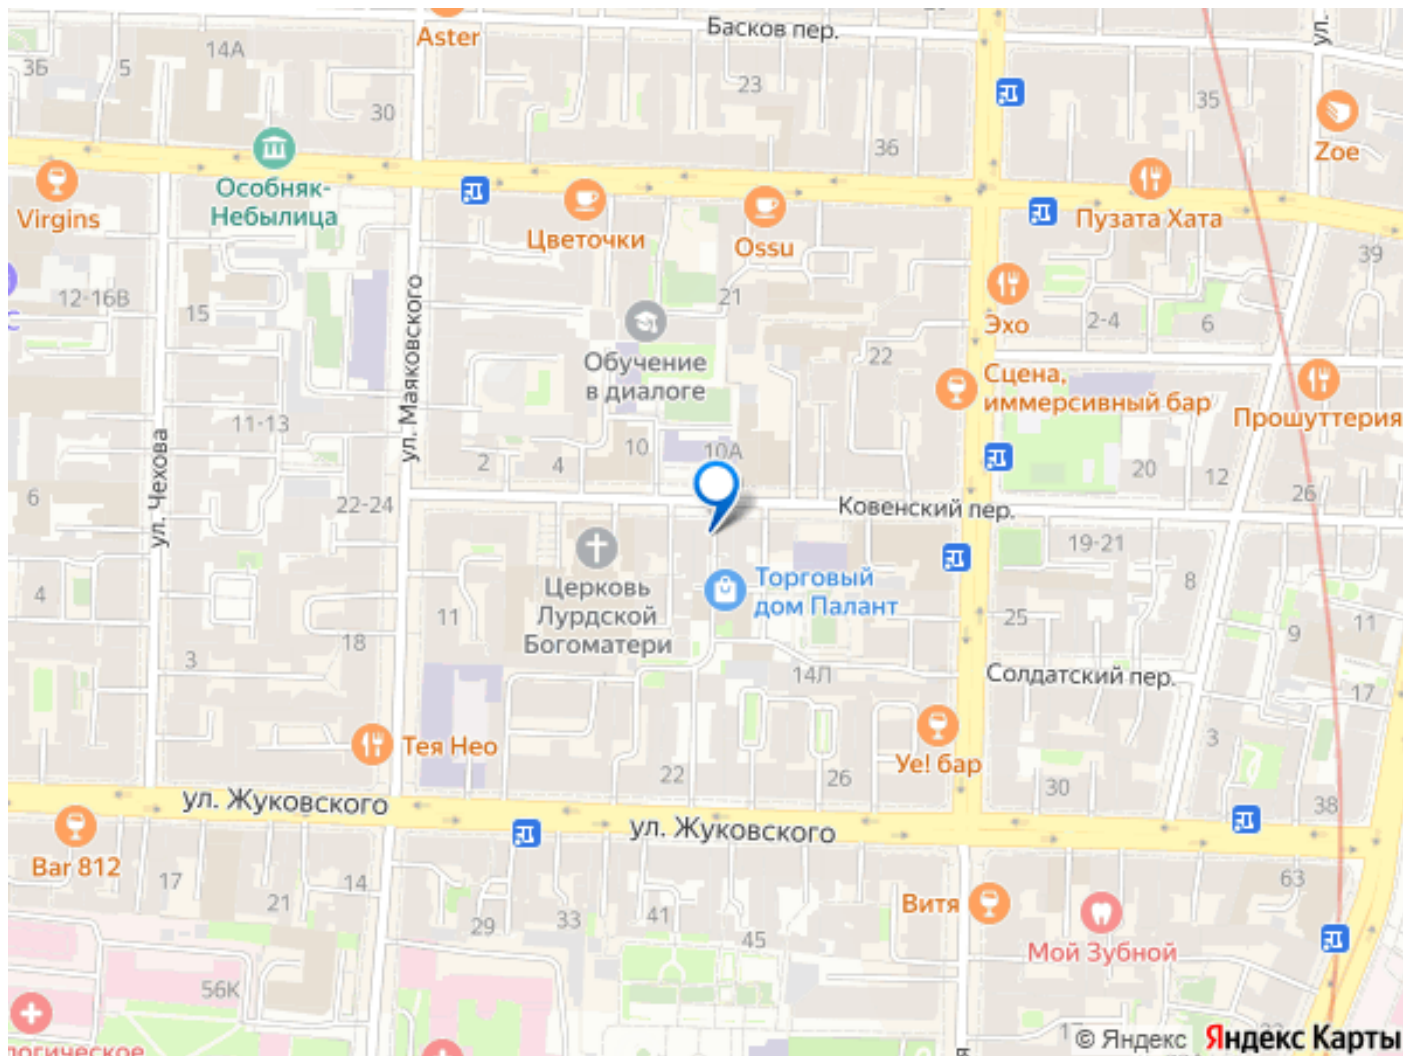 Aster
Басков пер.
ул.
3Б
5
14А
30
23
36
35
Zoe
Virgins
Особняк-
Небылица
Цветочки
Ossu
Пузата Хата
39
12-16В
15
ул. Маяковского
21
Эхо
2-4
6
Обучение
в диалоге
22
Сцена,
иммерсивный бар
Прошуттерия
11-13
ул. Чехова
6
22-24
2
4
10
10А
20
12
26
Ковенский пер.
19-21
4
Церковь
Лурдской
Богоматери
Торговый
дом Палант
11
18
3
25
8
9
11
14Л
Солдатский пер.
17
Тея Нео
22
26
Уе! бар
3
30
38
ул. Жуковского
ул. Жуковского
Bar 812
17
14
21
29
33
41
45
Витя
63
Мой Зубной
56К
логическое
© Яндекс
Яндекс Карты